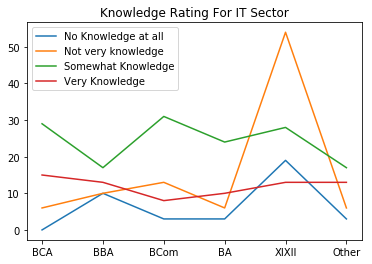 Knowledge Rating For IT Sector
No Knowledge at all
Not very knowledge
Somewhat Knowledge
Very Knowledge
50
40
30
20
10
0
BCA BBA BCom BA XIXII Other